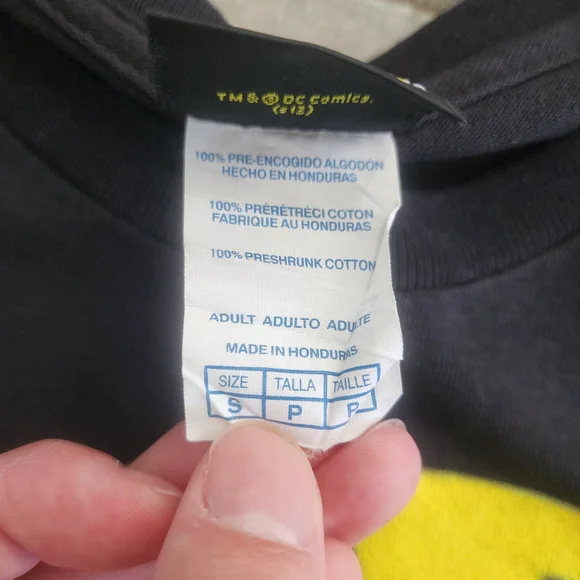 TM & © DC Comics.
(s12)
100% PRE-ENCOGIDO ALGODÓN
HECHO EN HONDURAS
100% PRÉRÉTRÉCI COTON
FABRIQUE AU HONDURAS
100% PRESHRUNK COTTON
ADULT ADULTO ADULTE
MADE IN HONDURAS
SIZE TALLA TAILLE
S P P